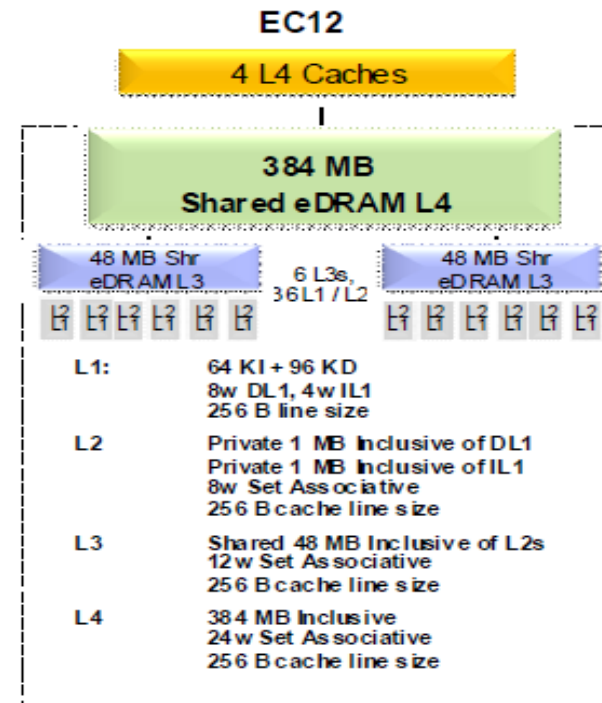 EC12
4 L4 Caches
384 MB
Shared eDRAM L4
48 MB Shr
eDRAM L3
6 L3s,
36 L1 / L2
48 MB Shr
eDRAM L3
L2 L2 L2 L2 L2 L2
L1 L1 L1 L1 L1 L1
L2 L2 L2 L2 L2 L2
L1 L1 L1 L1 L1 L1
L1: 64 KI + 96 KD
8w DL1, 4w IL1
256 B line size
L2 Private 1 MB Inclusive of DL1
Private 1 MB Inclusive of IL1
8w Set Associative
256 B cache line size
L3 Shared 48 MB Inclusive of L2s
12w Set Associative
256 B cache line size
L4 384 MB Inclusive
24w Set Associative
256 B cache line size